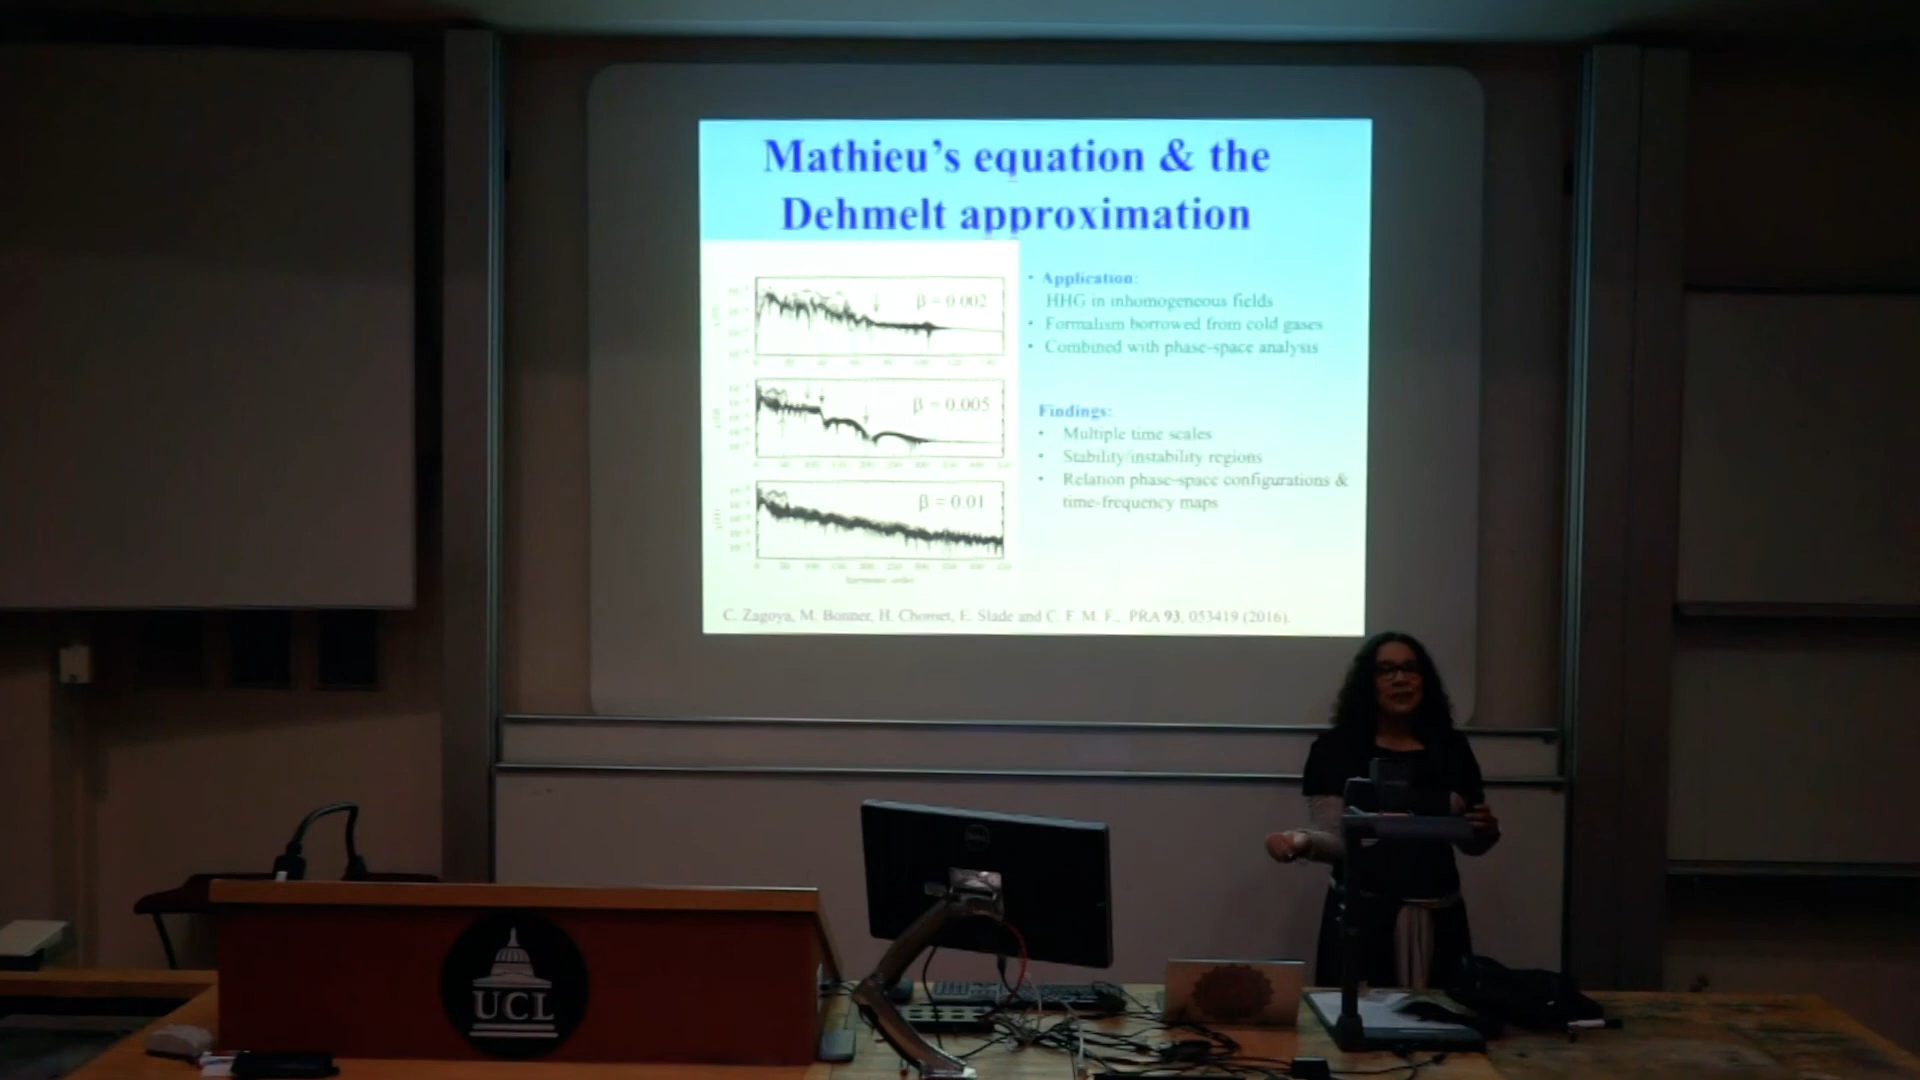 Mathieu's equation & the
Dehmelt approximation
β = 0.002
β = 0.005
β = 0.01
harmonic order
• Application:
HHG in inhomogeneous fields
• Formalism borrowed from cold gases
• Combined with phase-space analysis
Findings:
• Multiple time scales
• Stability/instability regions
• Relation phase-space configurations &
time-frequency maps
C. Zagoya, M. Bonner, H. Chomet, E. Slade and C. F. M. F., PRA 93, 053419 (2016).
UCL